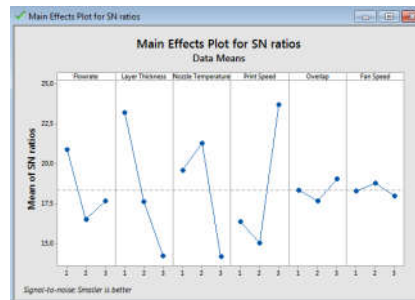 Main Effects Plot for SN ratios
Main Effects Plot for SN ratios
Data Means
Flowrate Layer Thickness Nozzle Temperature Print Speed Overlap Fan Speed
25,0
22,5
20,0
17,5
15,0
Mean of SN ratios
1 2 3 1 2 3 1 2 3 1 2 3 1 2 3 1 2 3
Signal-to-noise: Smaller is better